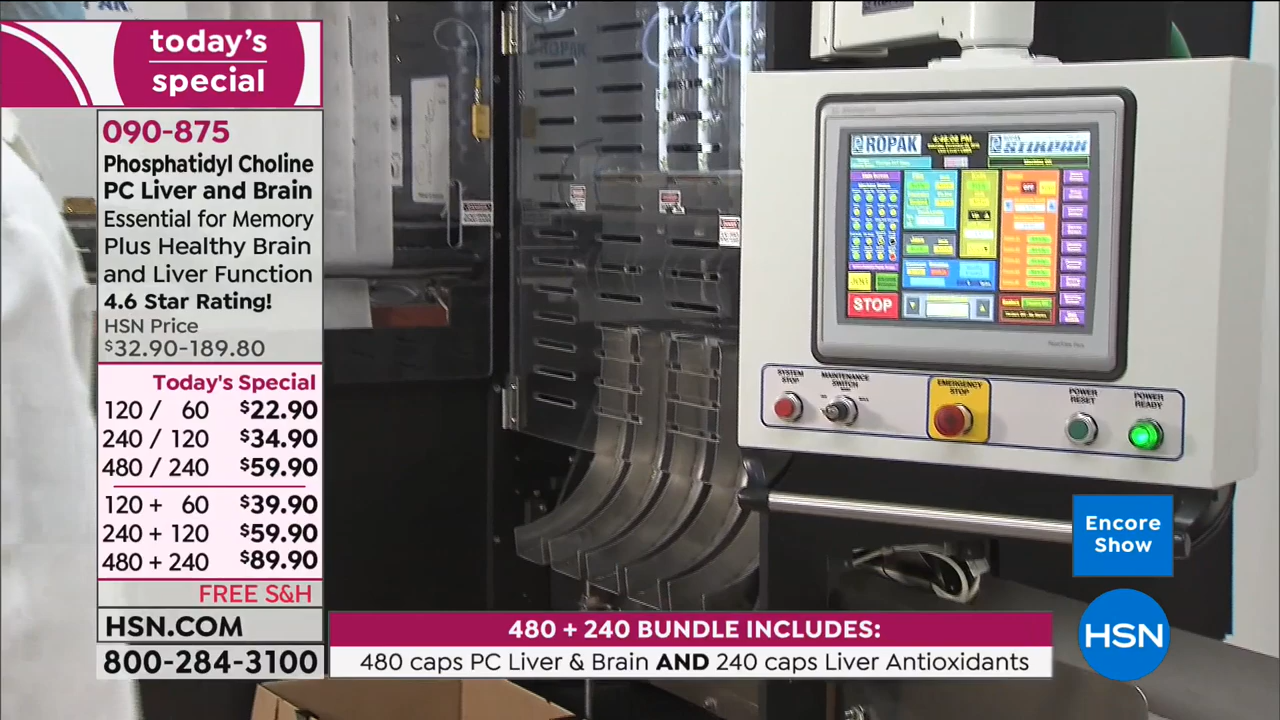 today's
special
090-875
Phosphatidyl Choline
PC Liver and Brain
Essential for Memory
Plus Healthy Brain
and Liver Function
4.6 Star Rating!
HSN Price
$32.90-189.80
Today's Special
120 / 60 $22.90
240 / 120 $34.90
480 / 240 $59.90
120 + 60 $39.90
240 + 120 $59.90
480 + 240 $89.90
FREE S&H
HSN.COM
800-284-3100
ROPAK
STIKPAK
STOP
SYSTEM
STOP
MAINTENANCE
SWITCH
EMERGENCY
STOP
POWER
RESET
POWER
READY
Encore
Show
HSN
480 + 240 BUNDLE INCLUDES:
480 caps PC Liver & Brain AND 240 caps Liver Antioxidants